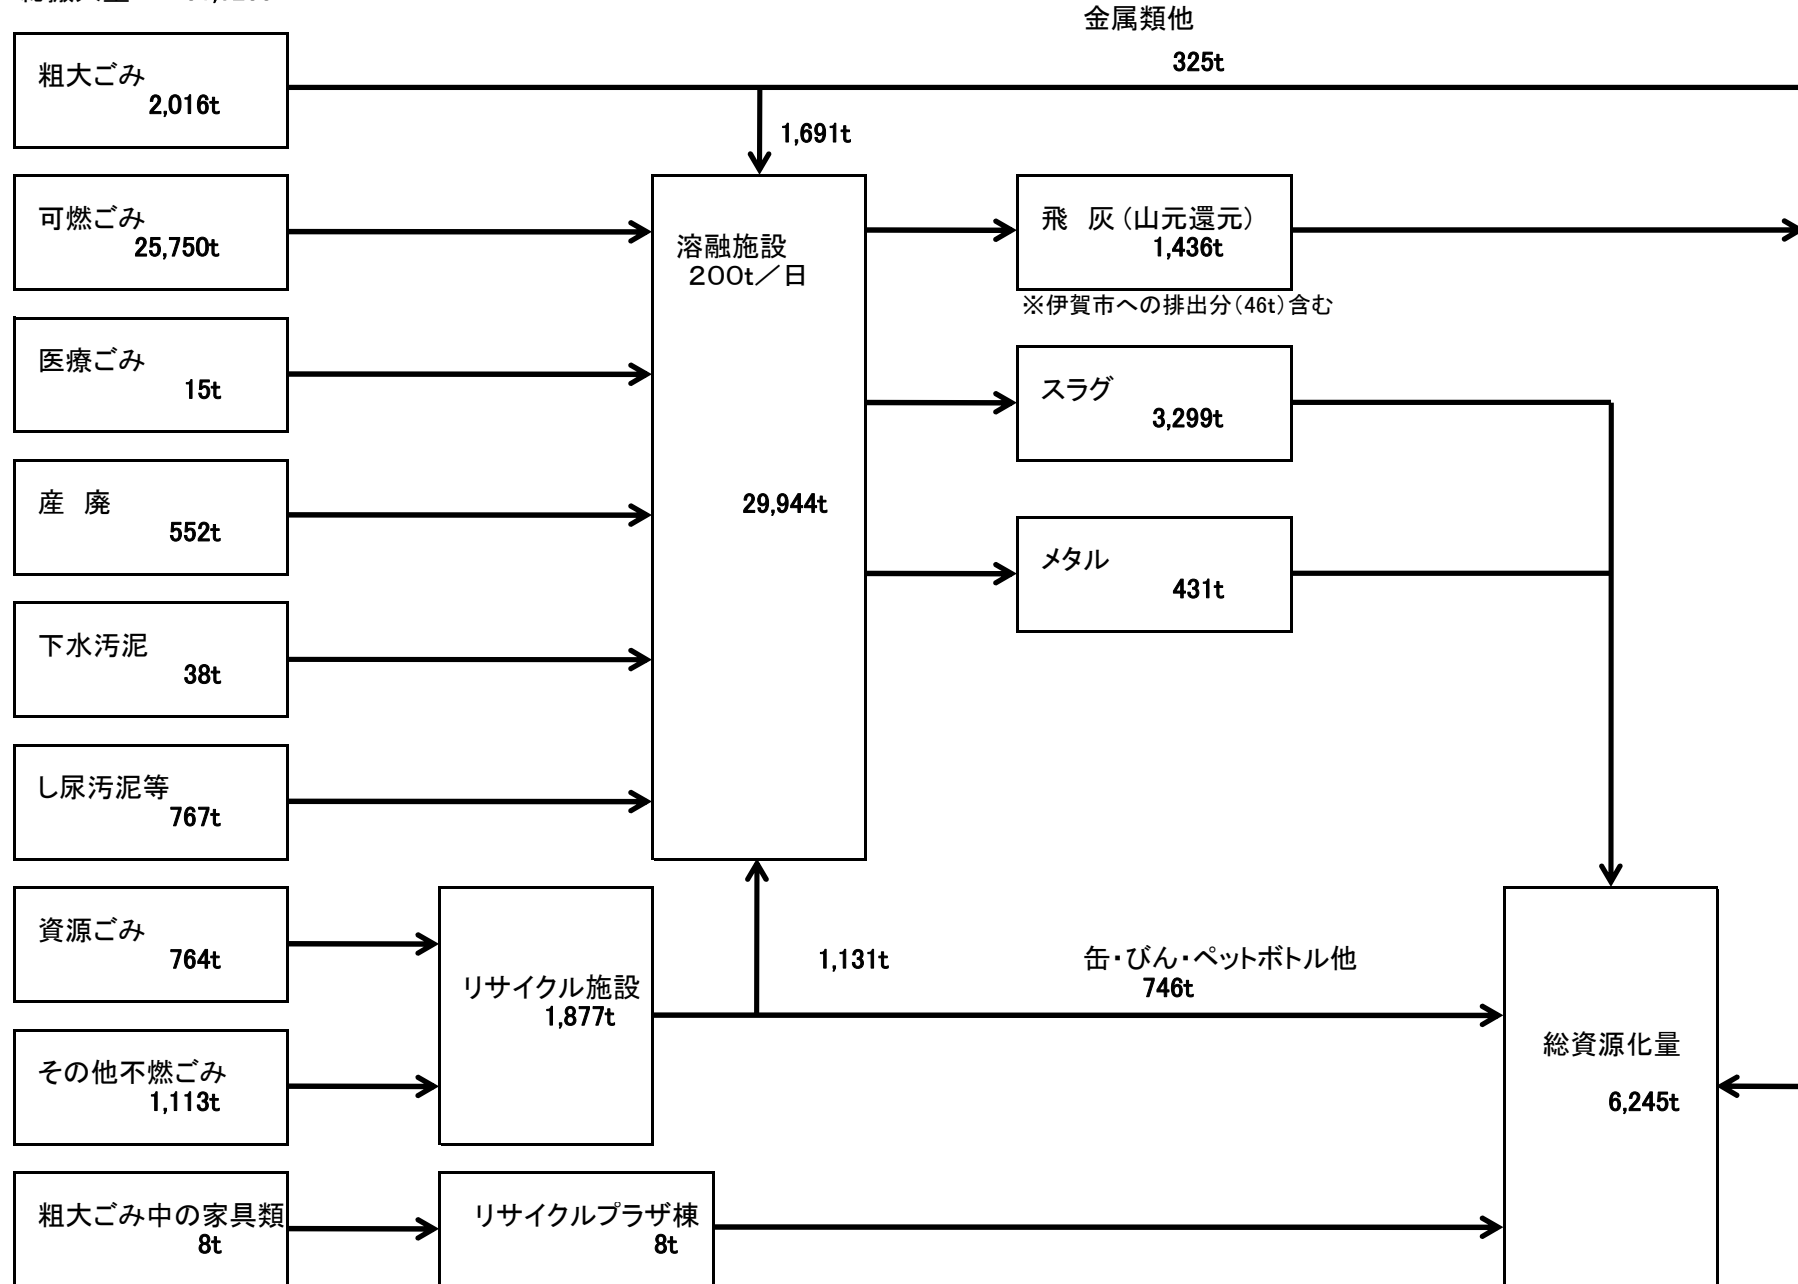 金属類他
325t
粗大ごみ
2,016t
1,691t
可燃ごみ
25,750t
溶融施設
200t／日
29,944t
飛　灰（山元還元）
1,436t
※伊賀市への排出分（46t）含む
医療ごみ
15t
スラグ
3,299t
産　廃
552t
メタル
431t
下水汚泥
38t
し尿汚泥等
767t
資源ごみ
764t
リサイクル施設
1,877t
1,131t
缶・びん・ペットボトル他
746t
総資源化量
6,245t
その他不燃ごみ
1,113t
粗大ごみ中の家具類
8t
リサイクルプラザ棟
8t